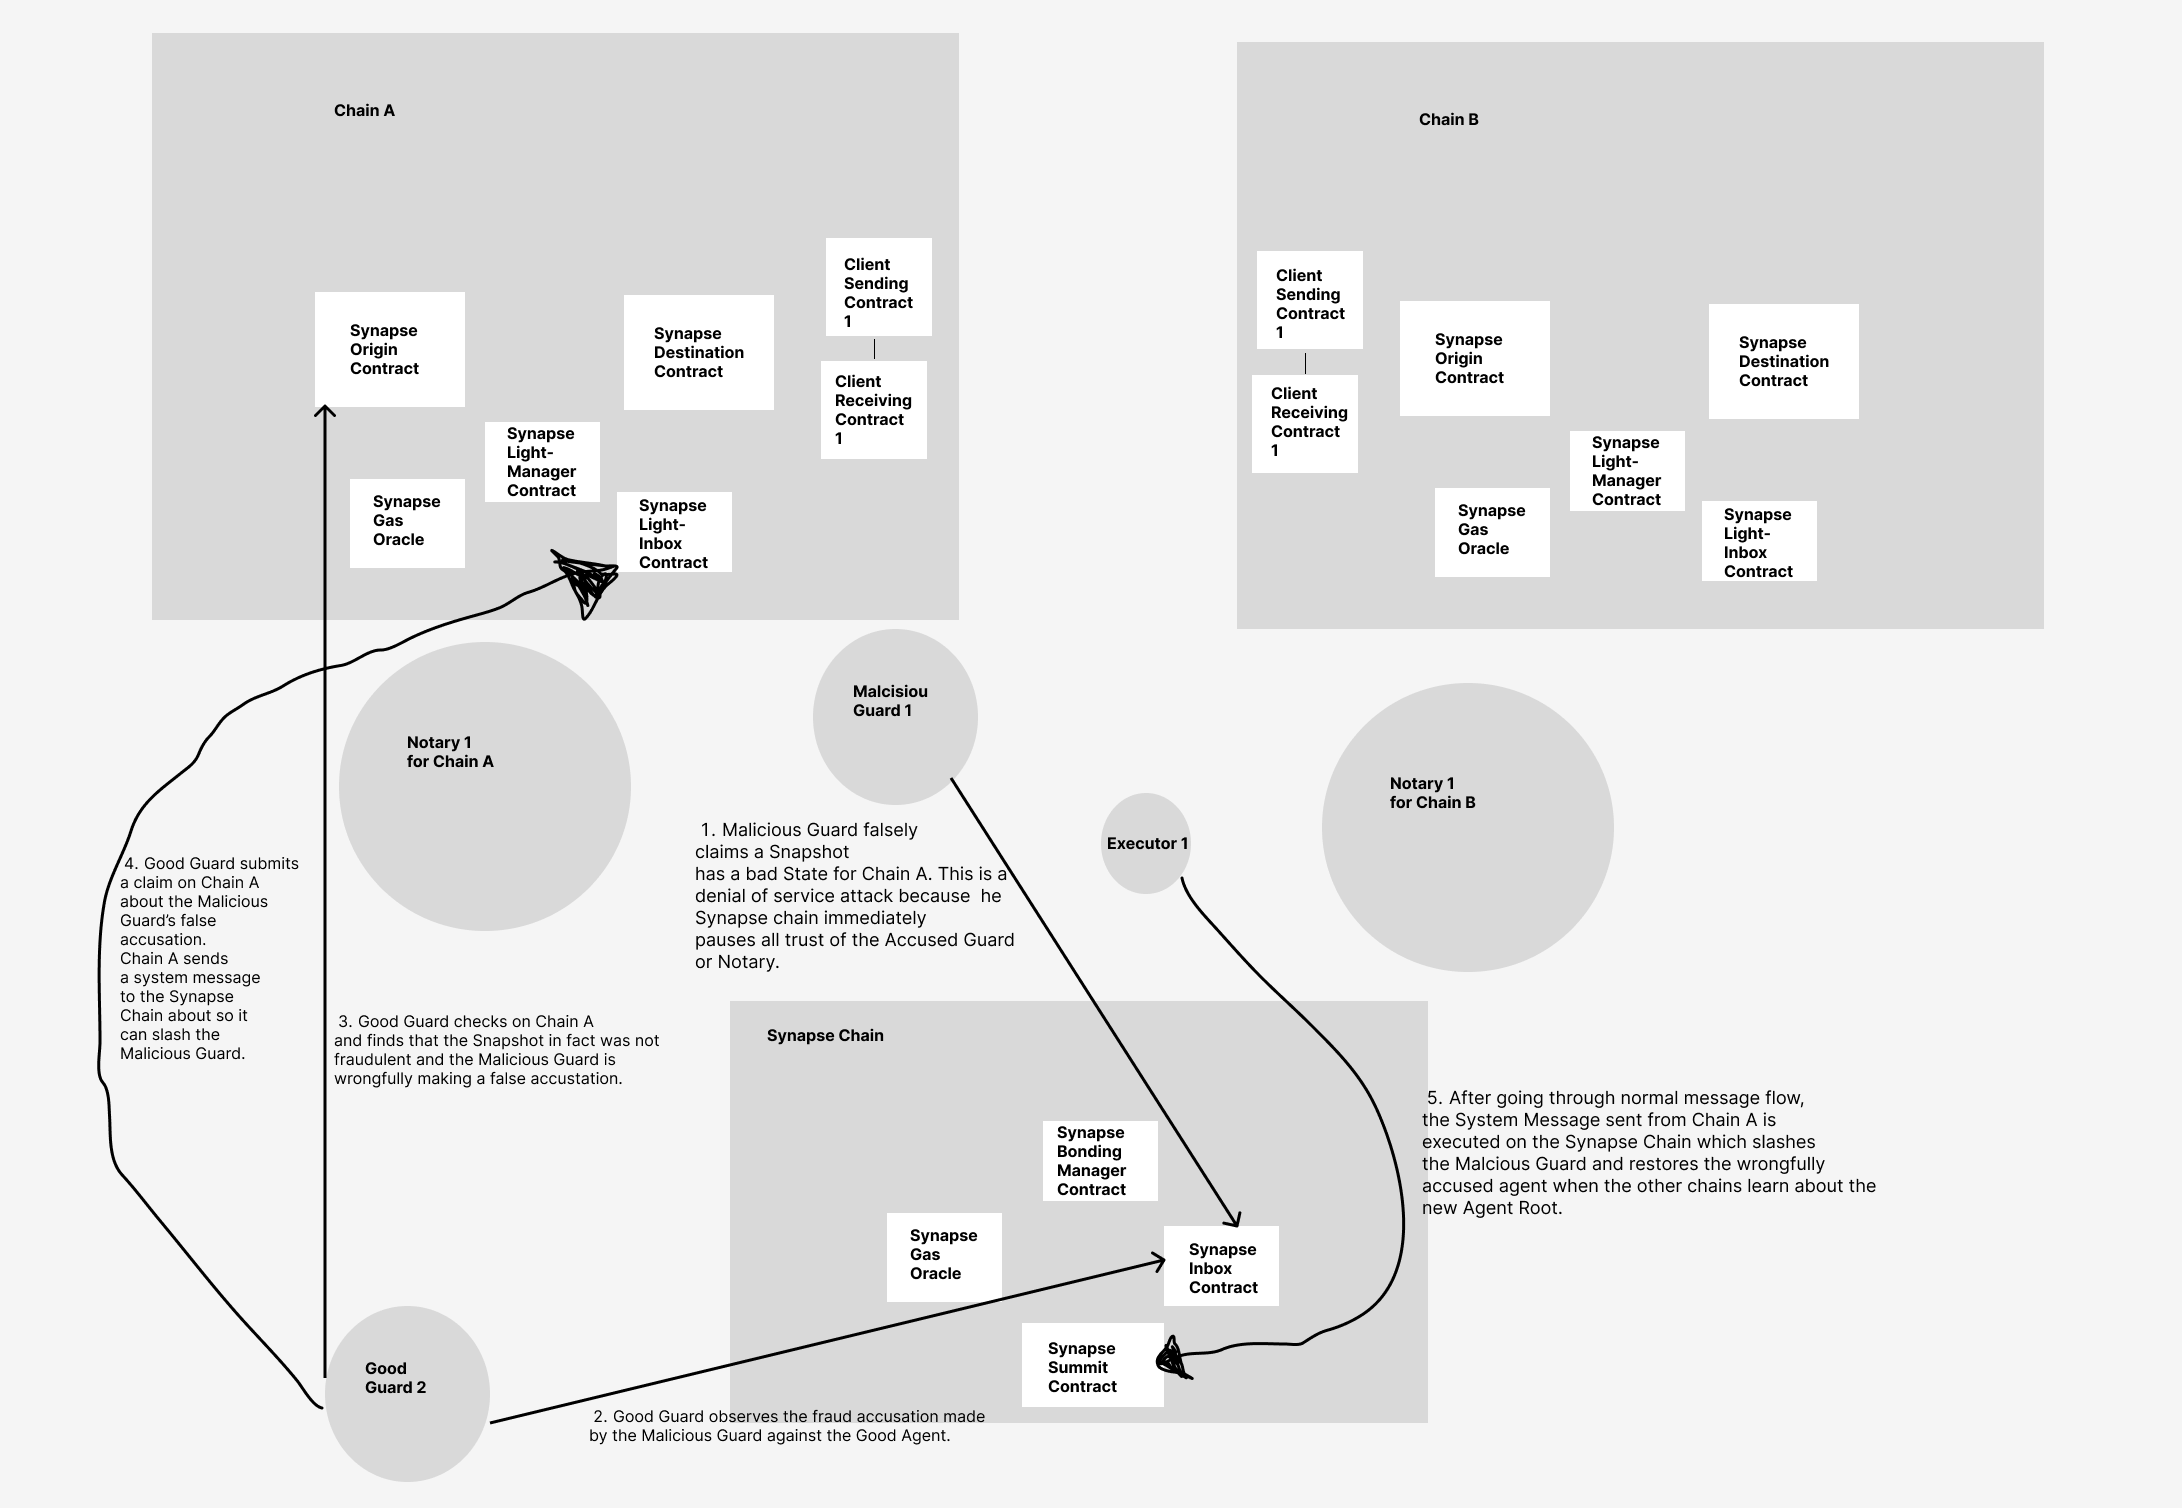 Chain A
Synapse
Origin
Contract
Synapse
Destination
Contract
Client
Sending
Contract
1
Client
Receiving
Contract
1
Synapse
Light-
Manager
Contract
Synapse
Gas
Oracle
Synapse
Light-
Inbox
Contract
Chain B
Client
Sending
Contract
1
Client
Receiving
Contract
1
Synapse
Origin
Contract
Synapse
Destination
Contract
Synapse
Light-
Manager
Contract
Synapse
Gas
Oracle
Synapse
Light-
Inbox
Contract
Notary 1
for Chain A
Malcisiou
Guard 1
Executor 1
Notary 1
for Chain B
1. Malicious Guard falsely
claims a Snapshot
has a bad State for Chain A. This is a
denial of service attack because  he
Synapse chain immediately
pauses all trust of the Accused Guard
or Notary.
4. Good Guard submits
a claim on Chain A
about the Malicious
Guard’s false
accusation.
Chain A sends
a system message
to the Synapse
Chain about so it
can slash the
Malicious Guard.
3. Good Guard checks on Chain A
and finds that the Snapshot in fact was not
fraudulent and the Malicious Guard is
wrongfully making a false accustation.
Synapse Chain
Synapse
Bonding
Manager
Contract
Synapse
Gas
Oracle
Synapse
Inbox
Contract
Synapse
Summit
Contract
5. After going through normal message flow,
the System Message sent from Chain A is
executed on the Synapse Chain which slashes
the Malcious Guard and restores the wrongfully
accused agent when the other chains learn about the
new Agent Root.
Good
Guard 2
2. Good Guard observes the fraud accusation made
by the Malicious Guard against the Good Agent.